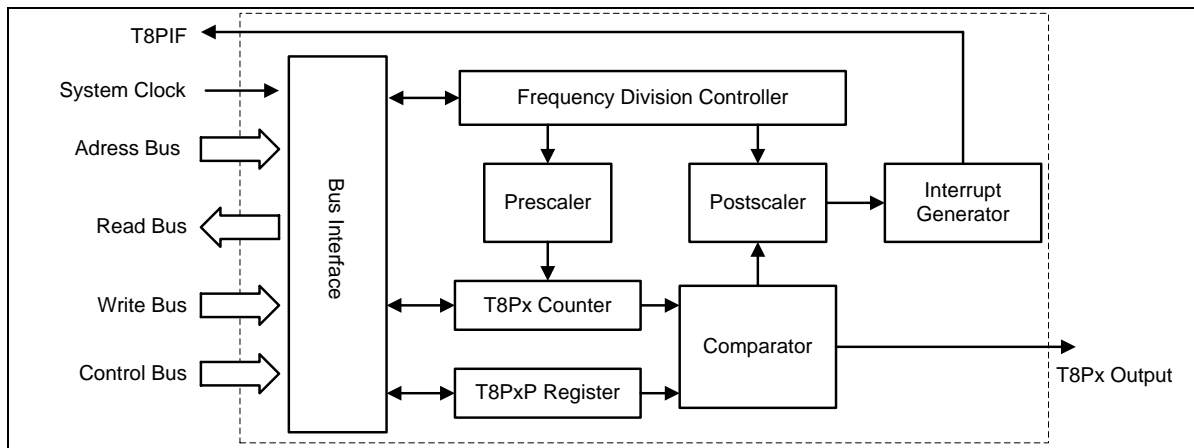 T8PIF
System Clock
Adress Bus
Read Bus
Write Bus
Control Bus
Bus Interface
Frequency Division Controller
Prescaler
Postscaler
Interrupt
Generator
T8Px Counter
Comparator
T8PxP Register
T8Px Output